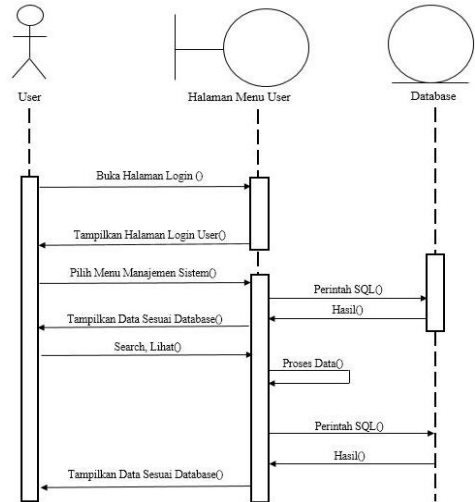 User
Halaman Menu User
Database
Buka Halaman Login ()
Tampilkan Halaman Login User()
Pilih Menu Manajemen Sistem()
Perintah SQL()
Hasil()
Tampilkan Data Sesuai Database()
Search, Lihat()
Proses Data()
Perintah SQL()
Hasil()
Tampilkan Data Sesuai Database()